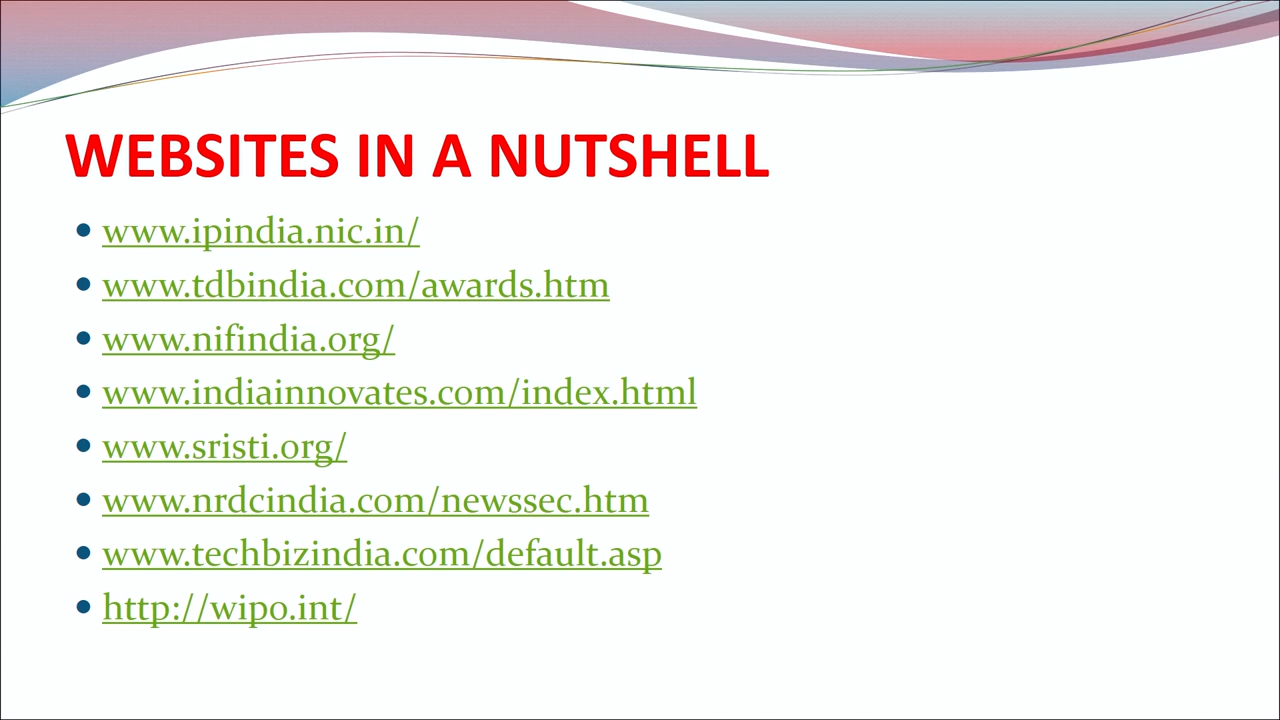 WEBSITES IN A NUTSHELL
• www.ipindia.nic.in/
• www.tdbindia.com/awards.htm
• www.nifindia.org/
• www.indiainnovates.com/index.html
• www.sristi.org/
• www.nrdcindia.com/newssec.htm
• www.techbizindia.com/default.asp
• http://wipo.int/